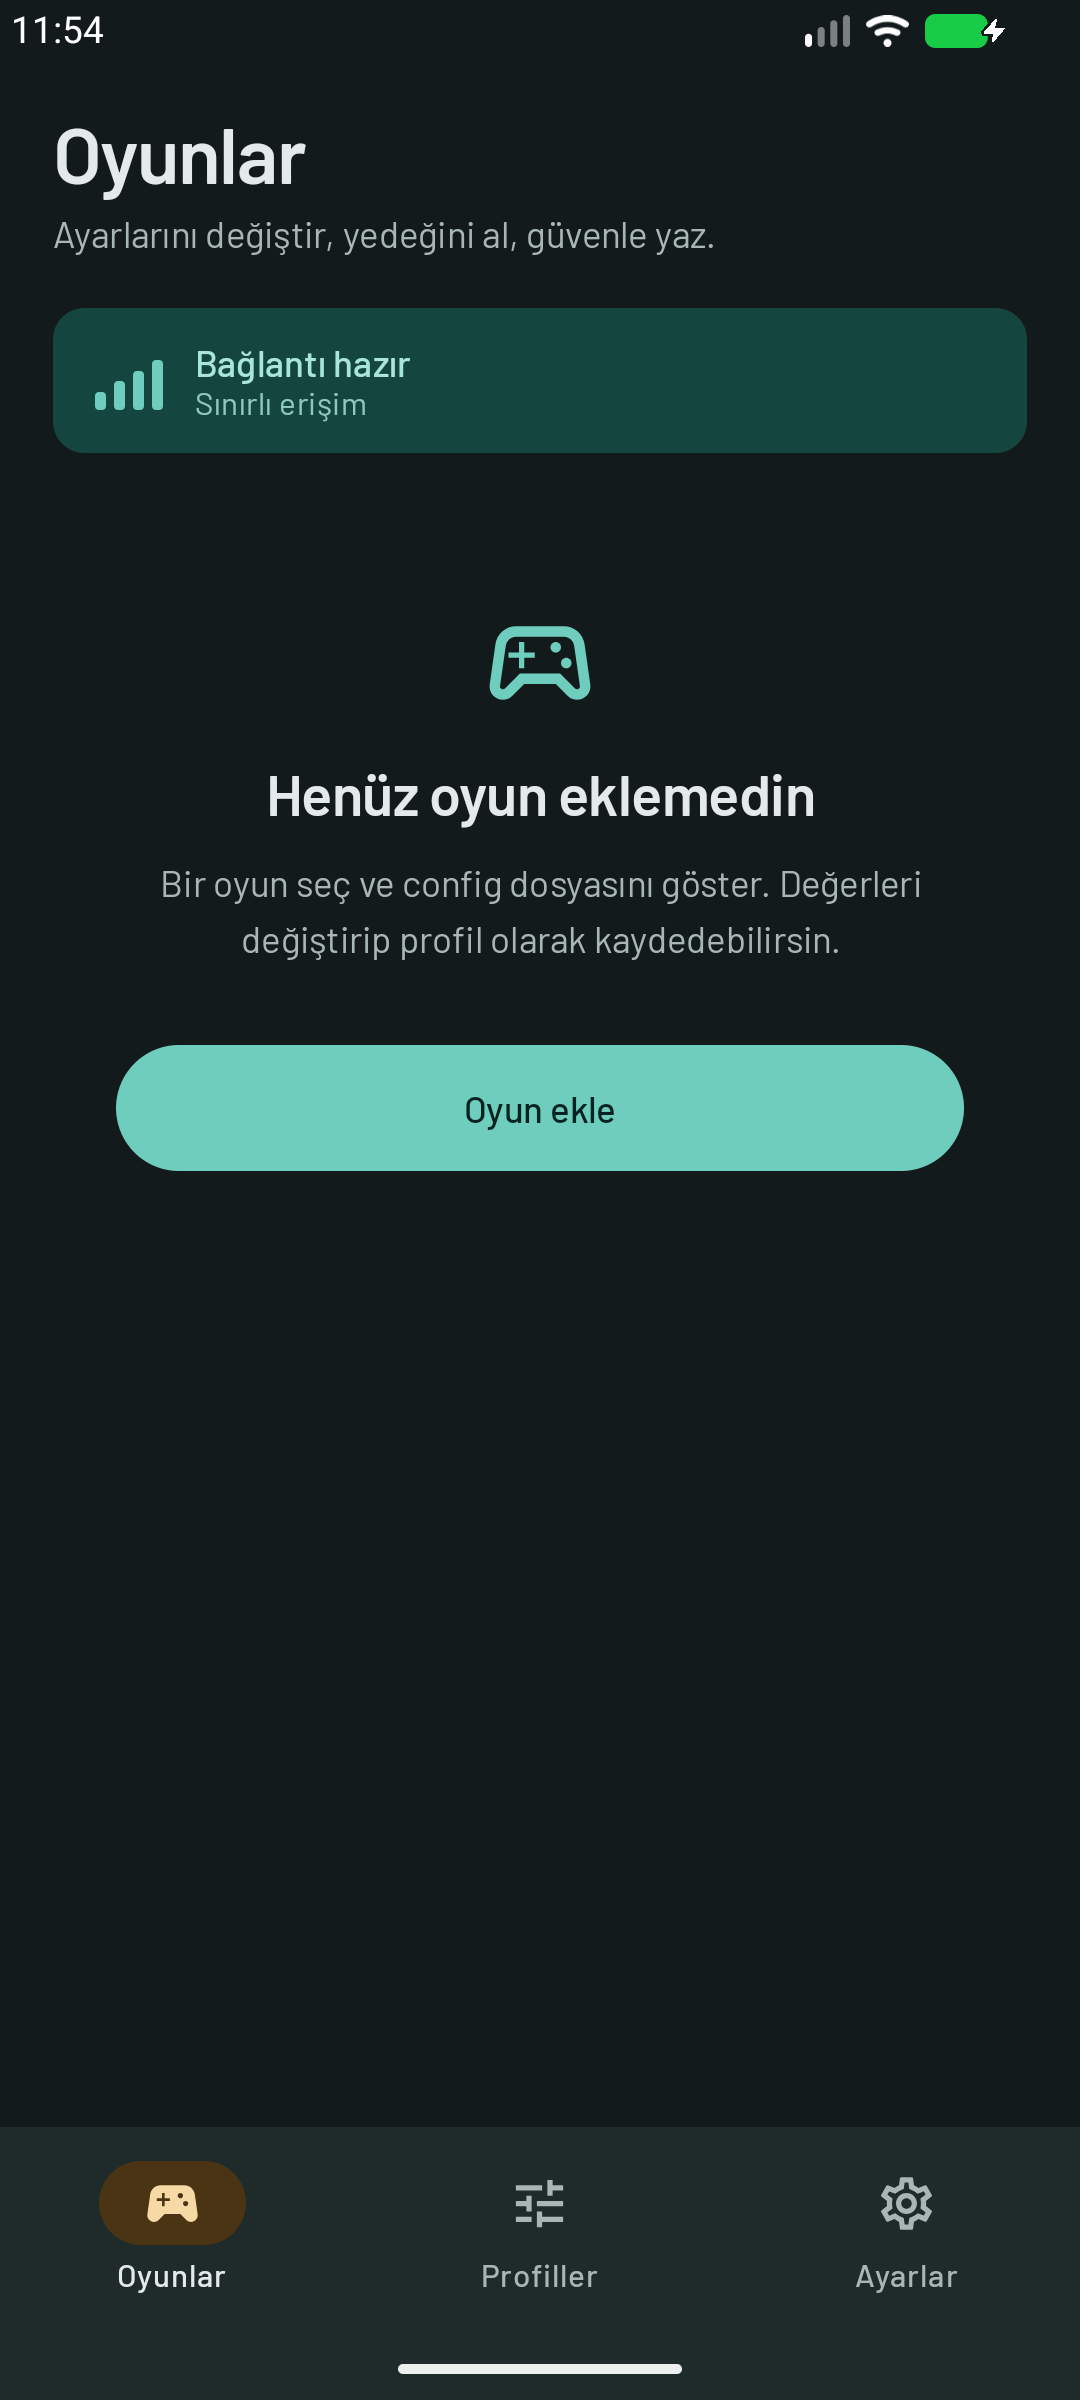 11:54
Oyunlar
Ayarlarını değiştir, yedeğini al, güvenle yaz.
Bağlantı hazır
Sınırlı erişim
Henüz oyun eklemedin
Bir oyun seç ve config dosyasını göster. Değerleri
değiştirip profil olarak kaydedebilirsin.
Oyun ekle
Oyunlar
Profiller
Ayarlar